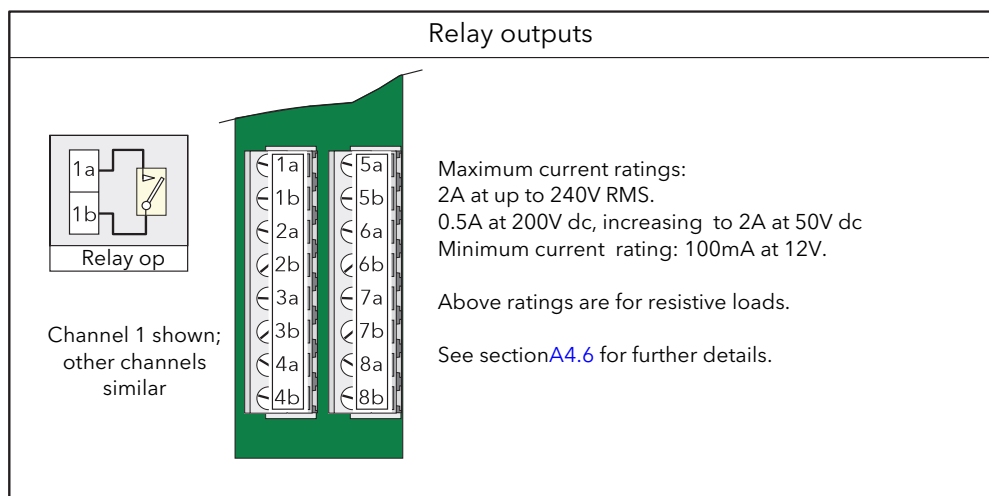 Relay outputs
1a
1b
Relay op
Channel 1 shown;
other channels
similar
1a
1b
2a
2b
3a
3b
4a
4b
5a
5b
6a
6b
7a
7b
8a
8b
Maximum current ratings:
2A at up to 240V RMS.
0.5A at 200V dc, increasing to 2A at 50V dc
Minimum current rating: 100mA at 12V.
Above ratings are for resistive loads.
See sectionA4.6 for further details.